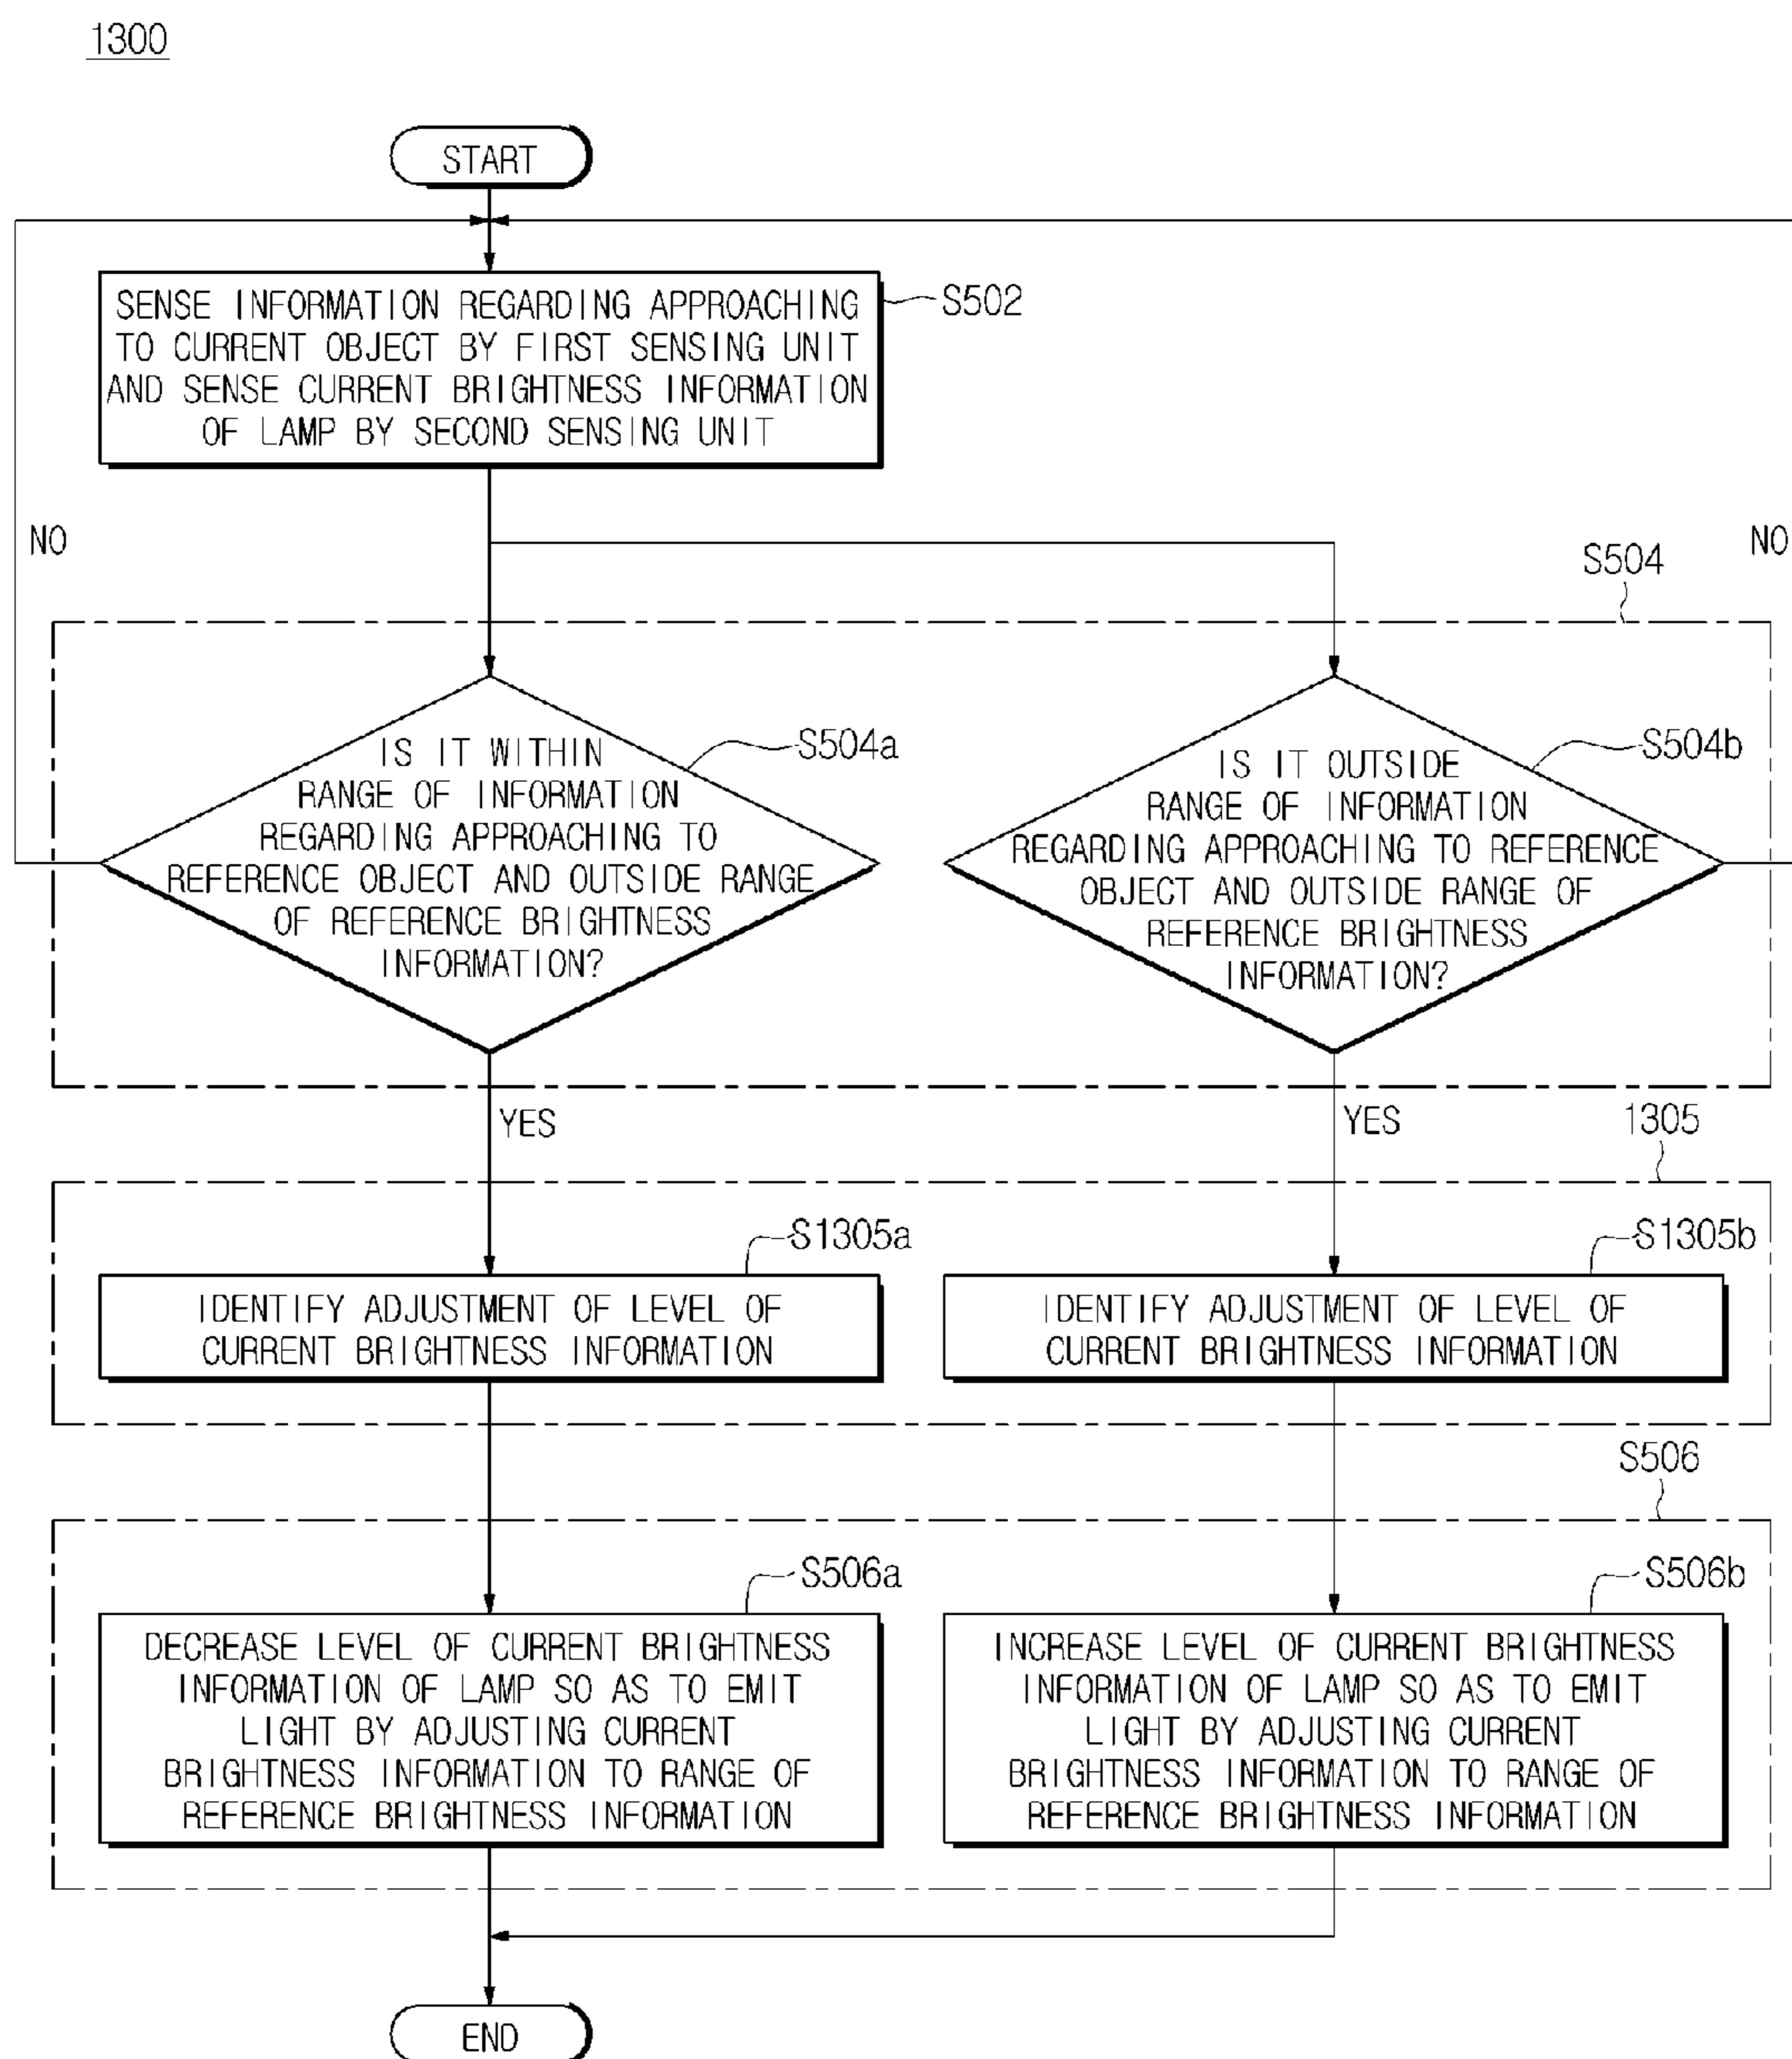 1300
START
SENSE INFORMATION REGARDING APPROACHING
TO CURRENT OBJECT BY FIRST SENSING UNIT
AND SENSE CURRENT BRIGHTNESS INFORMATION
OF LAMP BY SECOND SENSING UNIT
S502
NO
NO
S504
IS IT WITHIN
RANGE OF INFORMATION
REGARDING APPROACHING TO
REFERENCE OBJECT AND OUTSIDE RANGE
OF REFERENCE BRIGHTNESS
INFORMATION?
S504a
IS IT OUTSIDE
RANGE OF INFORMATION
REGARDING APPROACHING TO REFERENCE
OBJECT AND OUTSIDE RANGE OF
REFERENCE BRIGHTNESS
INFORMATION?
S504b
YES
YES
1305
S1305a
IDENTIFY ADJUSTMENT OF LEVEL OF
CURRENT BRIGHTNESS INFORMATION
S1305b
IDENTIFY ADJUSTMENT OF LEVEL OF
CURRENT BRIGHTNESS INFORMATION
S506
S506a
DECREASE LEVEL OF CURRENT BRIGHTNESS
INFORMATION OF LAMP SO AS TO EMIT
LIGHT BY ADJUSTING CURRENT
BRIGHTNESS INFORMATION TO RANGE OF
REFERENCE BRIGHTNESS INFORMATION
S506b
INCREASE LEVEL OF CURRENT BRIGHTNESS
INFORMATION OF LAMP SO AS TO EMIT
LIGHT BY ADJUSTING CURRENT
BRIGHTNESS INFORMATION TO RANGE OF
REFERENCE BRIGHTNESS INFORMATION
END